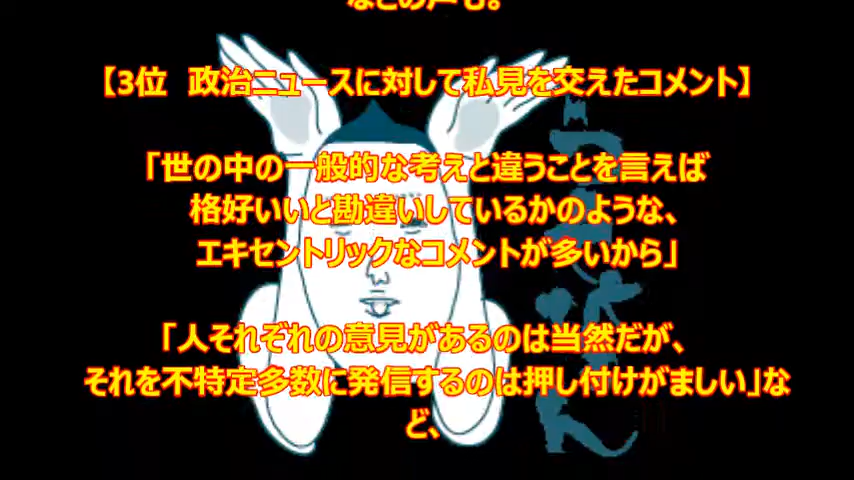 などの声も。
【3位 政治ニュースに対して私見を交えたコメント】
「世の中の一般的な考えと違うことを言えば
格好いいと勘違いしているかのような、
エキセントリックなコメントが多いから」
「人それぞれの意見があるのは当然だが、
それを不特定多数に発信するのは押し付けがましい」な
ど、